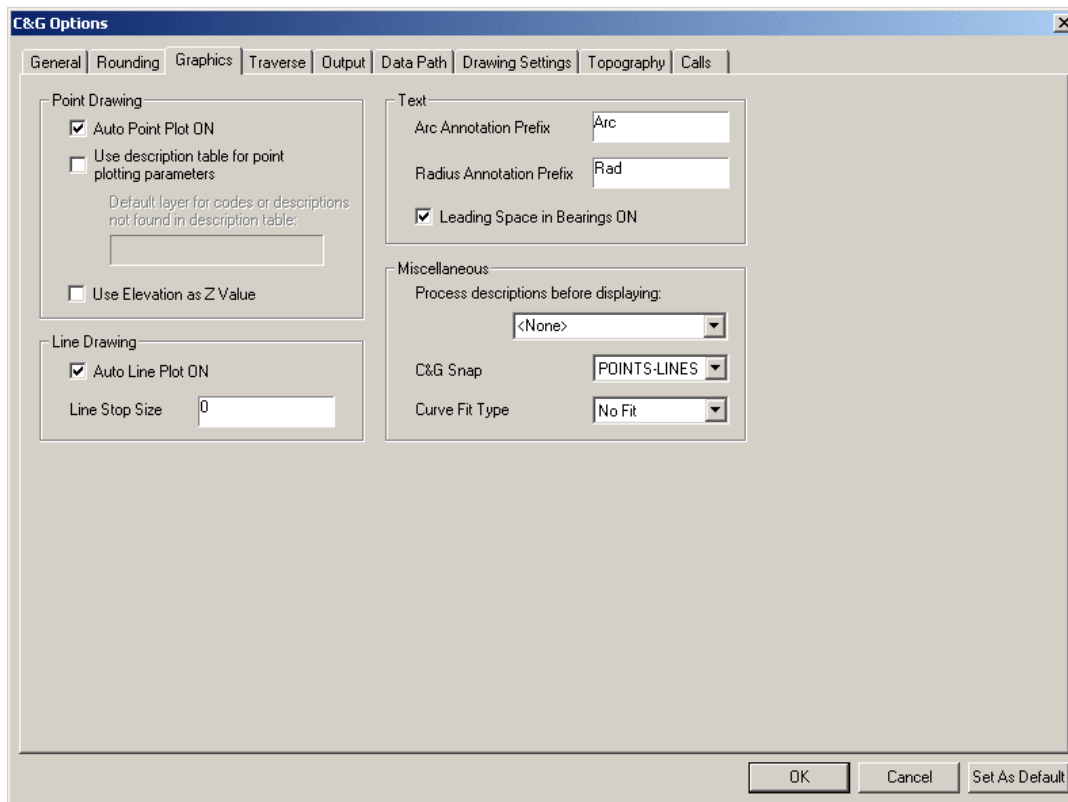 C&G Options
General Rounding Graphics Traverse Output Data Path Drawing Settings Topography Calls
Point Drawing
Auto Point Plot ON
Use description table for point
plotting parameters
Default layer for codes or descriptions
not found in description table:
Use Elevation as Z Value
Line Drawing
Auto Line Plot ON
Line Stop Size 0
Text
Arc Annotation Prefix Arc
Radius Annotation Prefix Rad
Leading Space in Bearings ON
Miscellaneous
Process descriptions before displaying:
<None>
C&G Snap POINTS-LINES
Curve Fit Type No Fit
OK Cancel Set As Default